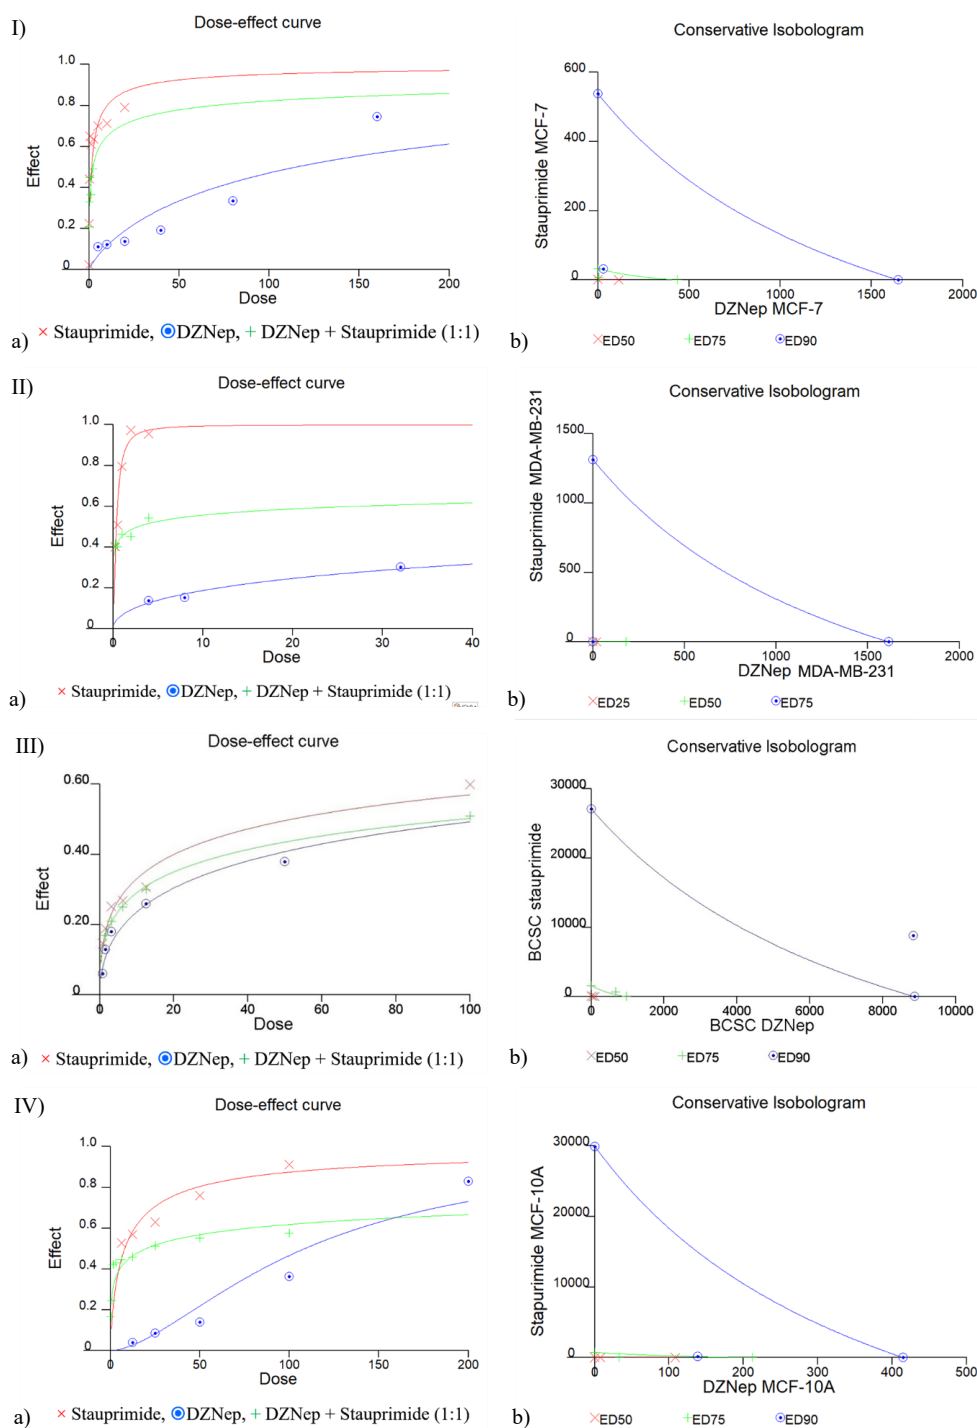 I)
Dose-effect curve
1.0
0.8
0.6
0.4
0.2
0
Effect
0 50 100 150 200
Dose
a) × Stauprimide, DZNep, + DZNep + Stauprimide (1:1)
Conservative Isobologram
600
400
200
0
Stauprimide MCF-7
0 500 1000 1500 2000
DZNep MCF-7
b) ED50 ED75 ED90
II)
Dose-effect curve
1.0
0.8
0.6
0.4
0.2
0
Effect
0 10 20 30 40
Dose
a) × Stauprimide, DZNep, + DZNep + Stauprimide (1:1)
Conservative Isobologram
1500
1000
500
0
Stauprimide MDA-MB-231
0 500 1000 1500 2000
DZNep MDA-MB-231
b) ED25 ED50 ED75
III)
Dose-effect curve
0.60
0.40
0.20
0
Effect
0 20 40 60 80 100
Dose
a) × Stauprimide, DZNep, + DZNep + Stauprimide (1:1)
Conservative Isobologram
30000
20000
10000
0
BCSC stauprimide
0 2000 4000 6000 8000 10000
BCSC DZNep
b) ED50 ED75 ED90
IV)
Dose-effect curve
1.0
0.8
0.6
0.4
0.2
0
Effect
0 50 100 150 200
Dose
a) × Stauprimide, DZNep, + DZNep + Stauprimide (1:1)
Conservative Isobologram
30000
20000
10000
0
Stapurimide MCF-10A
0 100 200 300 400 500
DZNep MCF-10A
b) ED50 ED75 ED90